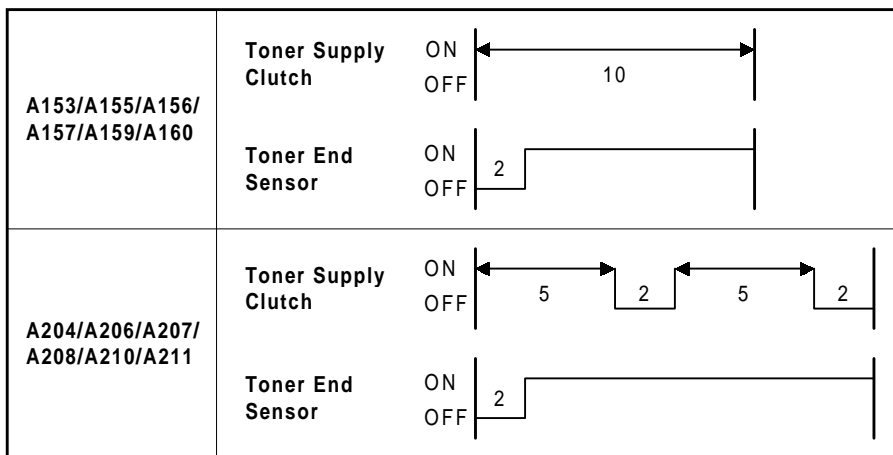 A153/A155/A156/
A157/A159/A160
Toner Supply
Clutch
ON
OFF
10
Toner End
Sensor
ON
OFF
2
A204/A206/A207/
A208/A210/A211
Toner Supply
Clutch
ON
OFF
5 2 5 2
Toner End
Sensor
ON
OFF
2